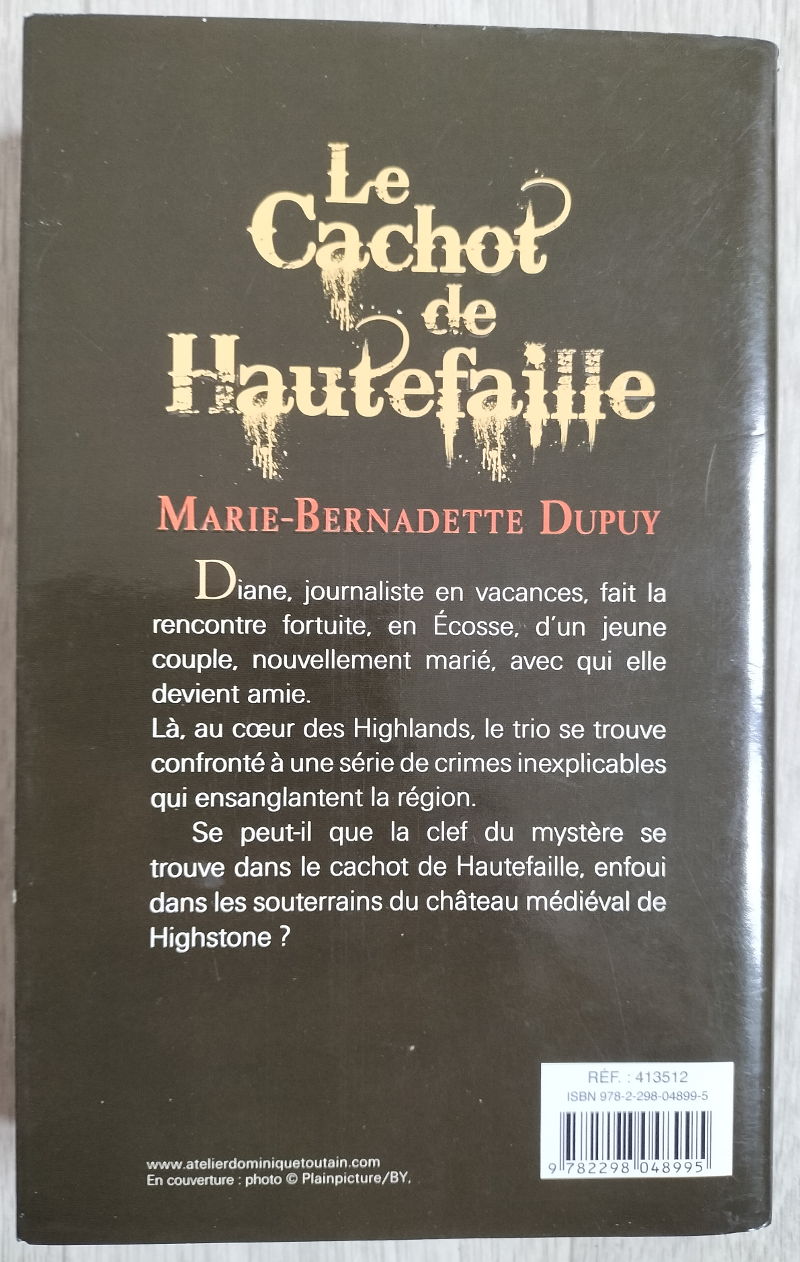 Le
Cachot
de
Hautefaille
MARIE-BERNADETTE DUPUY
Diane, journaliste en vacances, fait la
rencontre fortuite, en Écosse, d'un jeune
couple, nouvellement marié, avec qui elle
devient amie.
Là, au cœur des Highlands, le trio se trouve
confronté à une série de crimes inexplicables
qui ensanglantent la région.
Se peut-il que la clef du mystère se
trouve dans le cachot de Hautefaille, enfoui
dans les souterrains du château médiéval de
Highstone ?
RÉF. : 413512
ISBN 978-2-298-04899-5
9 782298 048995
www.atelierdominiquetoutain.com
En couverture : photo © Plainpicture/BY,